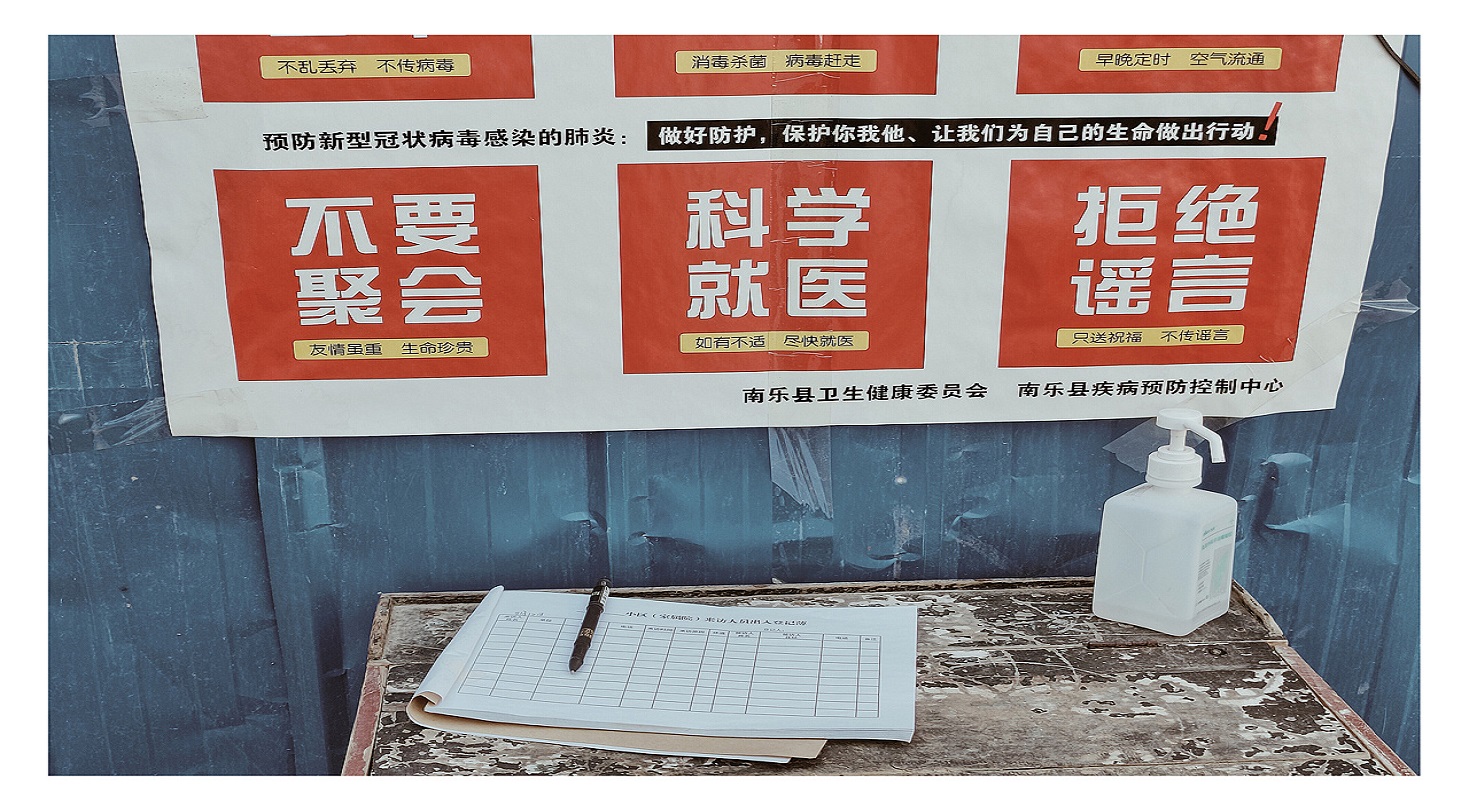 不乱丢弃 不传病毒
消毒杀菌 病毒赶走
早晚定时 空气流通
预防新型冠状病毒感染的肺炎：
做好防护，保护你我他、让我们为自己的生命做出行动！
不要
聚会
友情虽重 生命珍贵
科学
就医
如有不适 尽快就医
拒绝
谣言
只送祝福 不传谣言
南乐县卫生健康委员会 南乐县疾病预防控制中心
小区（家属院）来访人员出入登记薄